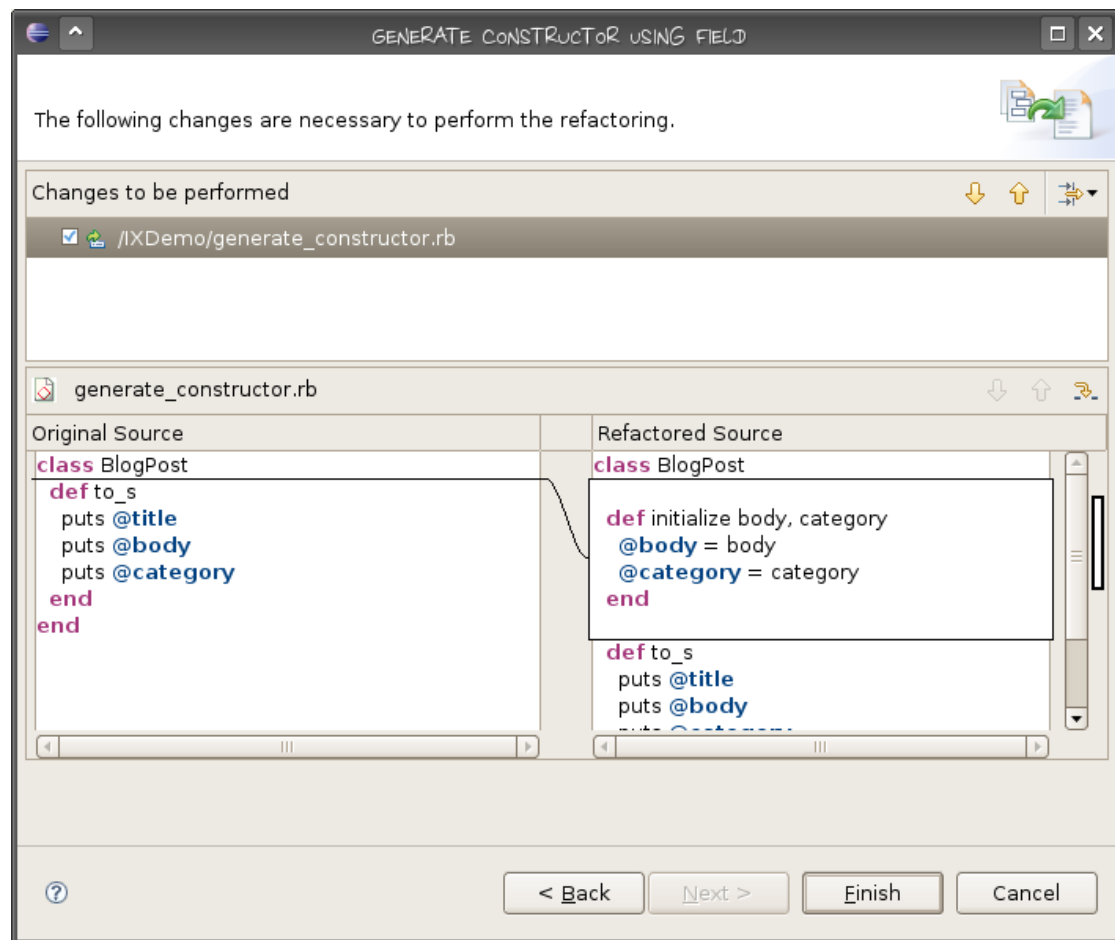 GENERATE CONSTRUCTOR USING FIELD
The following changes are necessary to perform the refactoring.
Changes to be performed
/IXDemo/generate_constructor.rb
generate_constructor.rb
Original Source
Refactored Source
class BlogPost
def to_s
puts @title
puts @body
puts @category
end
end
class BlogPost
def initialize body, category
@body = body
@category = category
end
def to_s
puts @title
puts @body
puts @category
< Back
Next >
Finish
Cancel